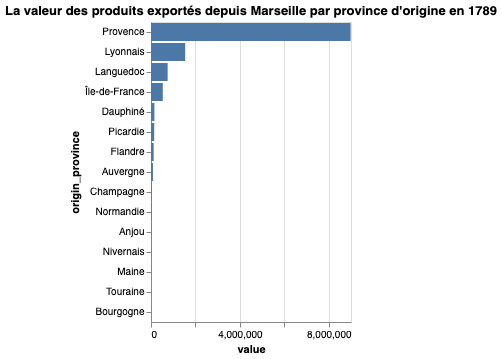 La valeur des produits exportés depuis Marseille par province d'origine en 1789
origin_province
Provence
Lyonnais
Languedoc
Île-de-France
Dauphiné
Picardie
Flandre
Auvergne
Champagne
Normandie
Anjou
Nivernais
Maine
Touraine
Bourgogne
0 4,000,000 8,000,000
value